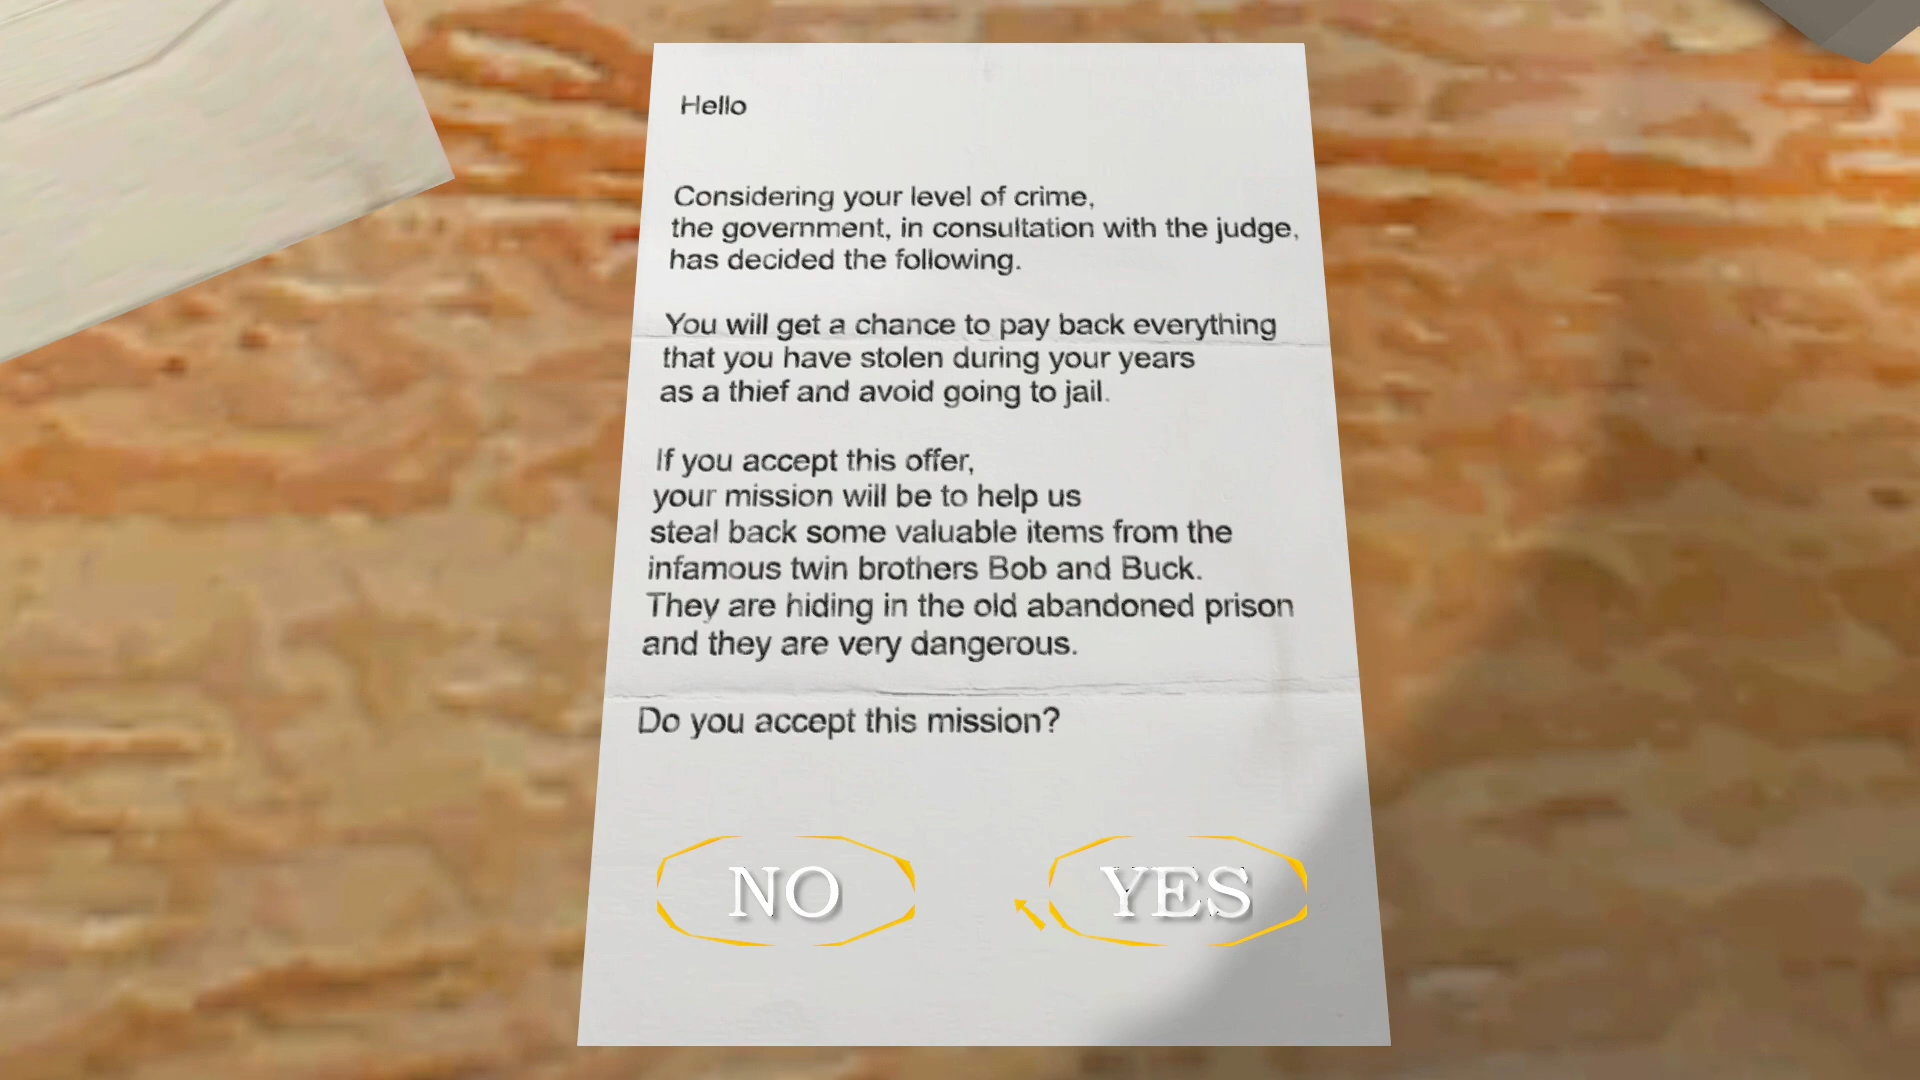 Hello
Considering your level of crime,
the government, in consultation with the judge,
has decided the following.
You will get a chance to pay back everything
that you have stolen during your years
as a thief and avoid going to jail.
If you accept this offer,
your mission will be to help us
steal back some valuable items from the
infamous twin brothers Bob and Buck.
They are hiding in the old abandoned prison
and they are very dangerous.
Do you accept this mission?
NO YES